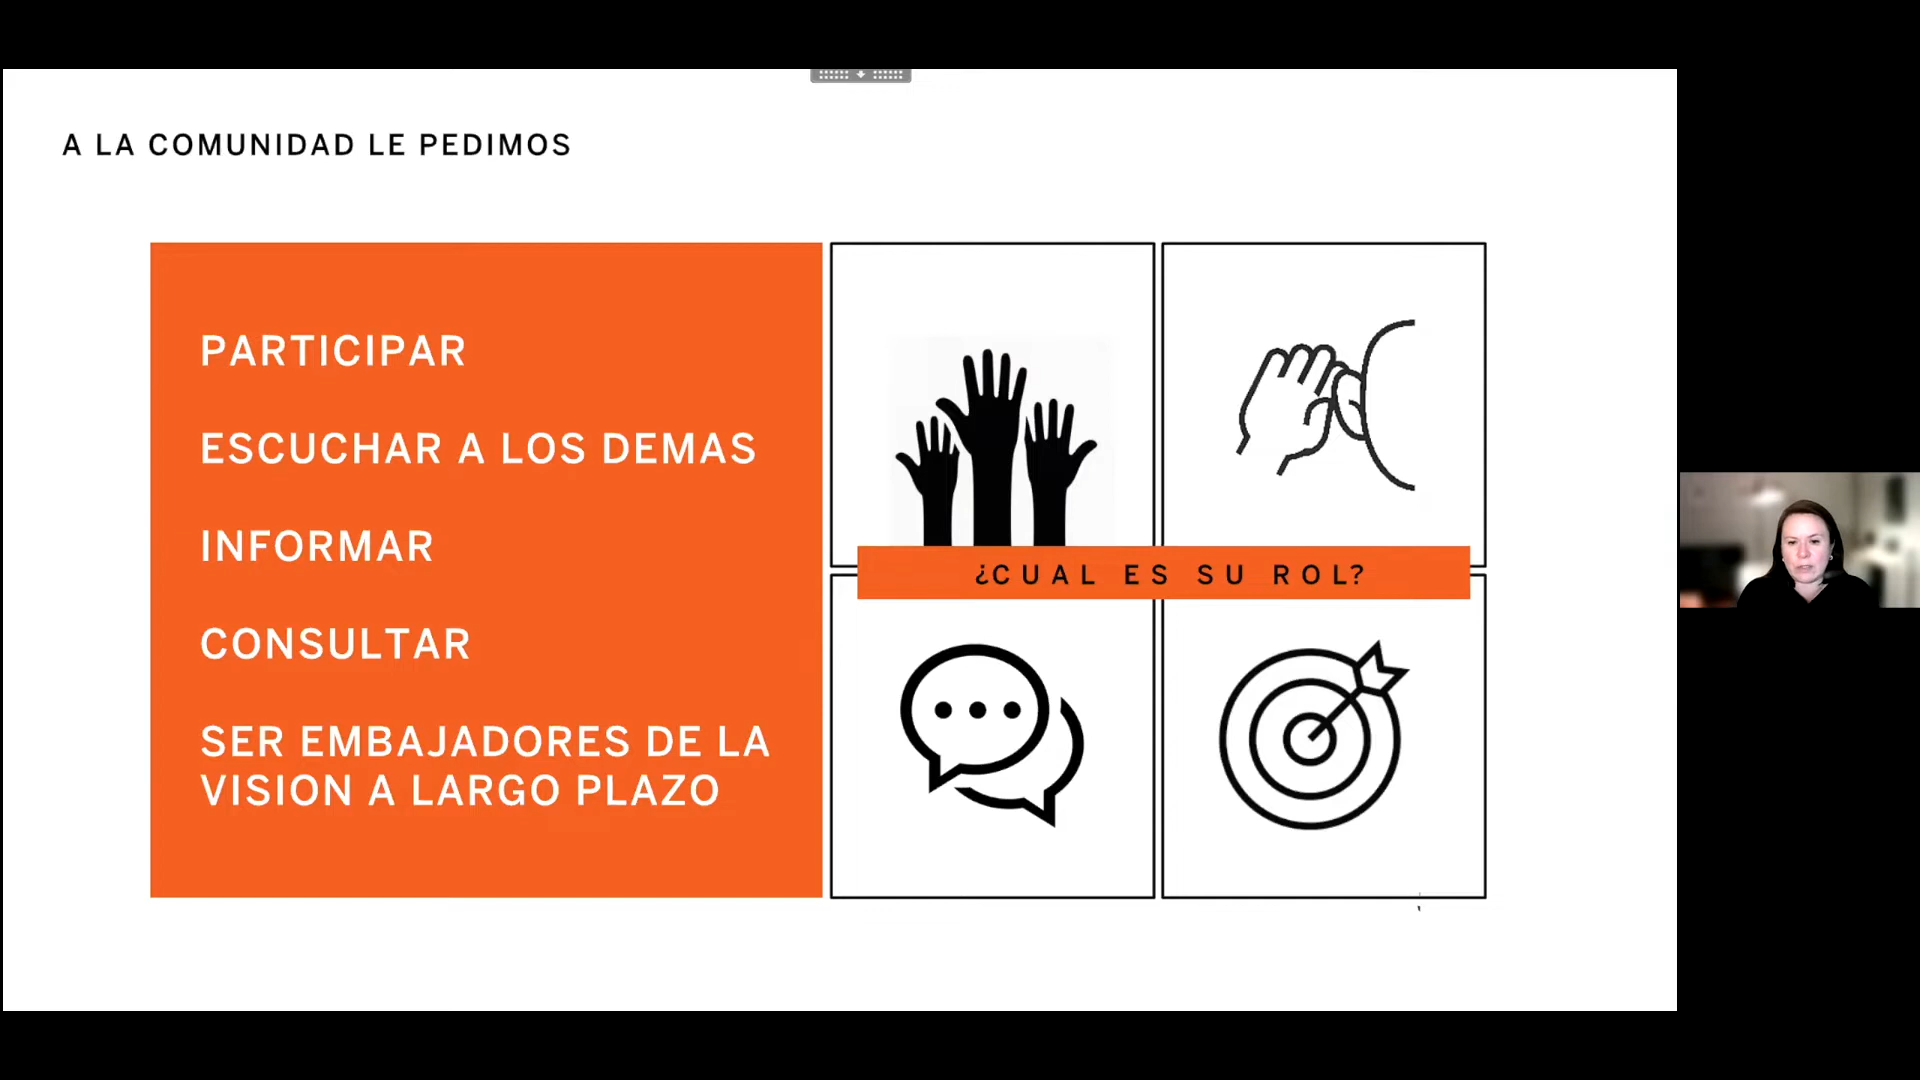 A LA COMUNIDAD LE PEDIMOS
PARTICIPAR
ESCUCHAR A LOS DEMAS
INFORMAR
CONSULTAR
SER EMBAJADORES DE LA
VISION A LARGO PLAZO
¿CUAL ES SU ROL?